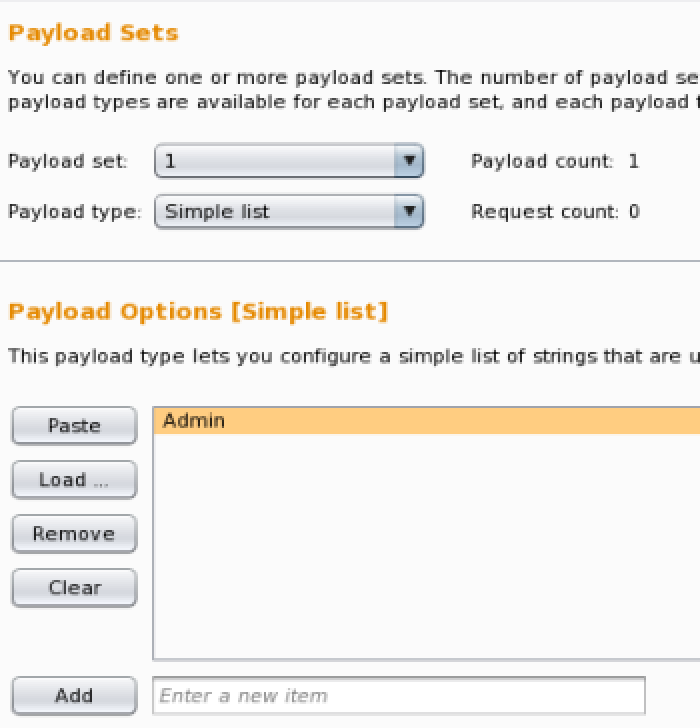 Payload Sets
You can define one or more payload sets. The number of payload se
payload types are available for each payload set, and each payload t
Payload set: 1 Payload count: 1
Payload type: Simple list Request count: 0
Payload Options [Simple list]
This payload type lets you configure a simple list of strings that are u
Paste
Admin
Load ...
Remove
Clear
Add Enter a new item